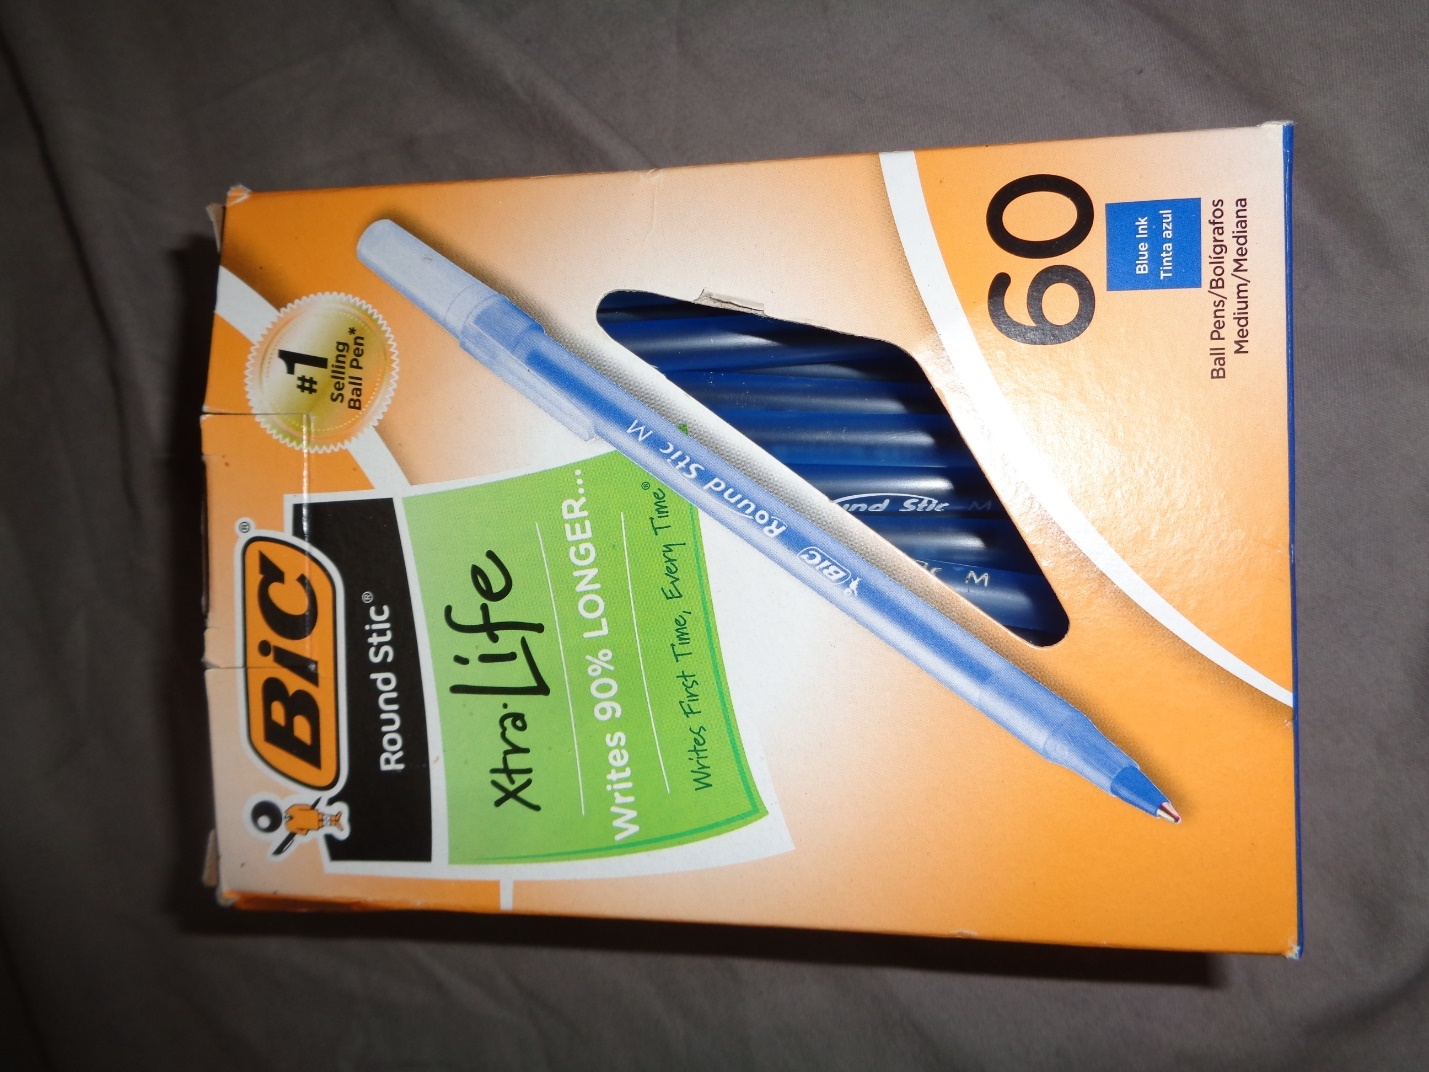 #1
Selling
Ball Pen*
BiC®
Round Stic®
Xtra-Life
Writes 90% LONGER...
Writes First Time, Every Time®
BiC Round Stic M
und Stic M
M
60
Blue Ink
Tinta azul
Ball Pens/Bolígrafos
Medium/Mediana